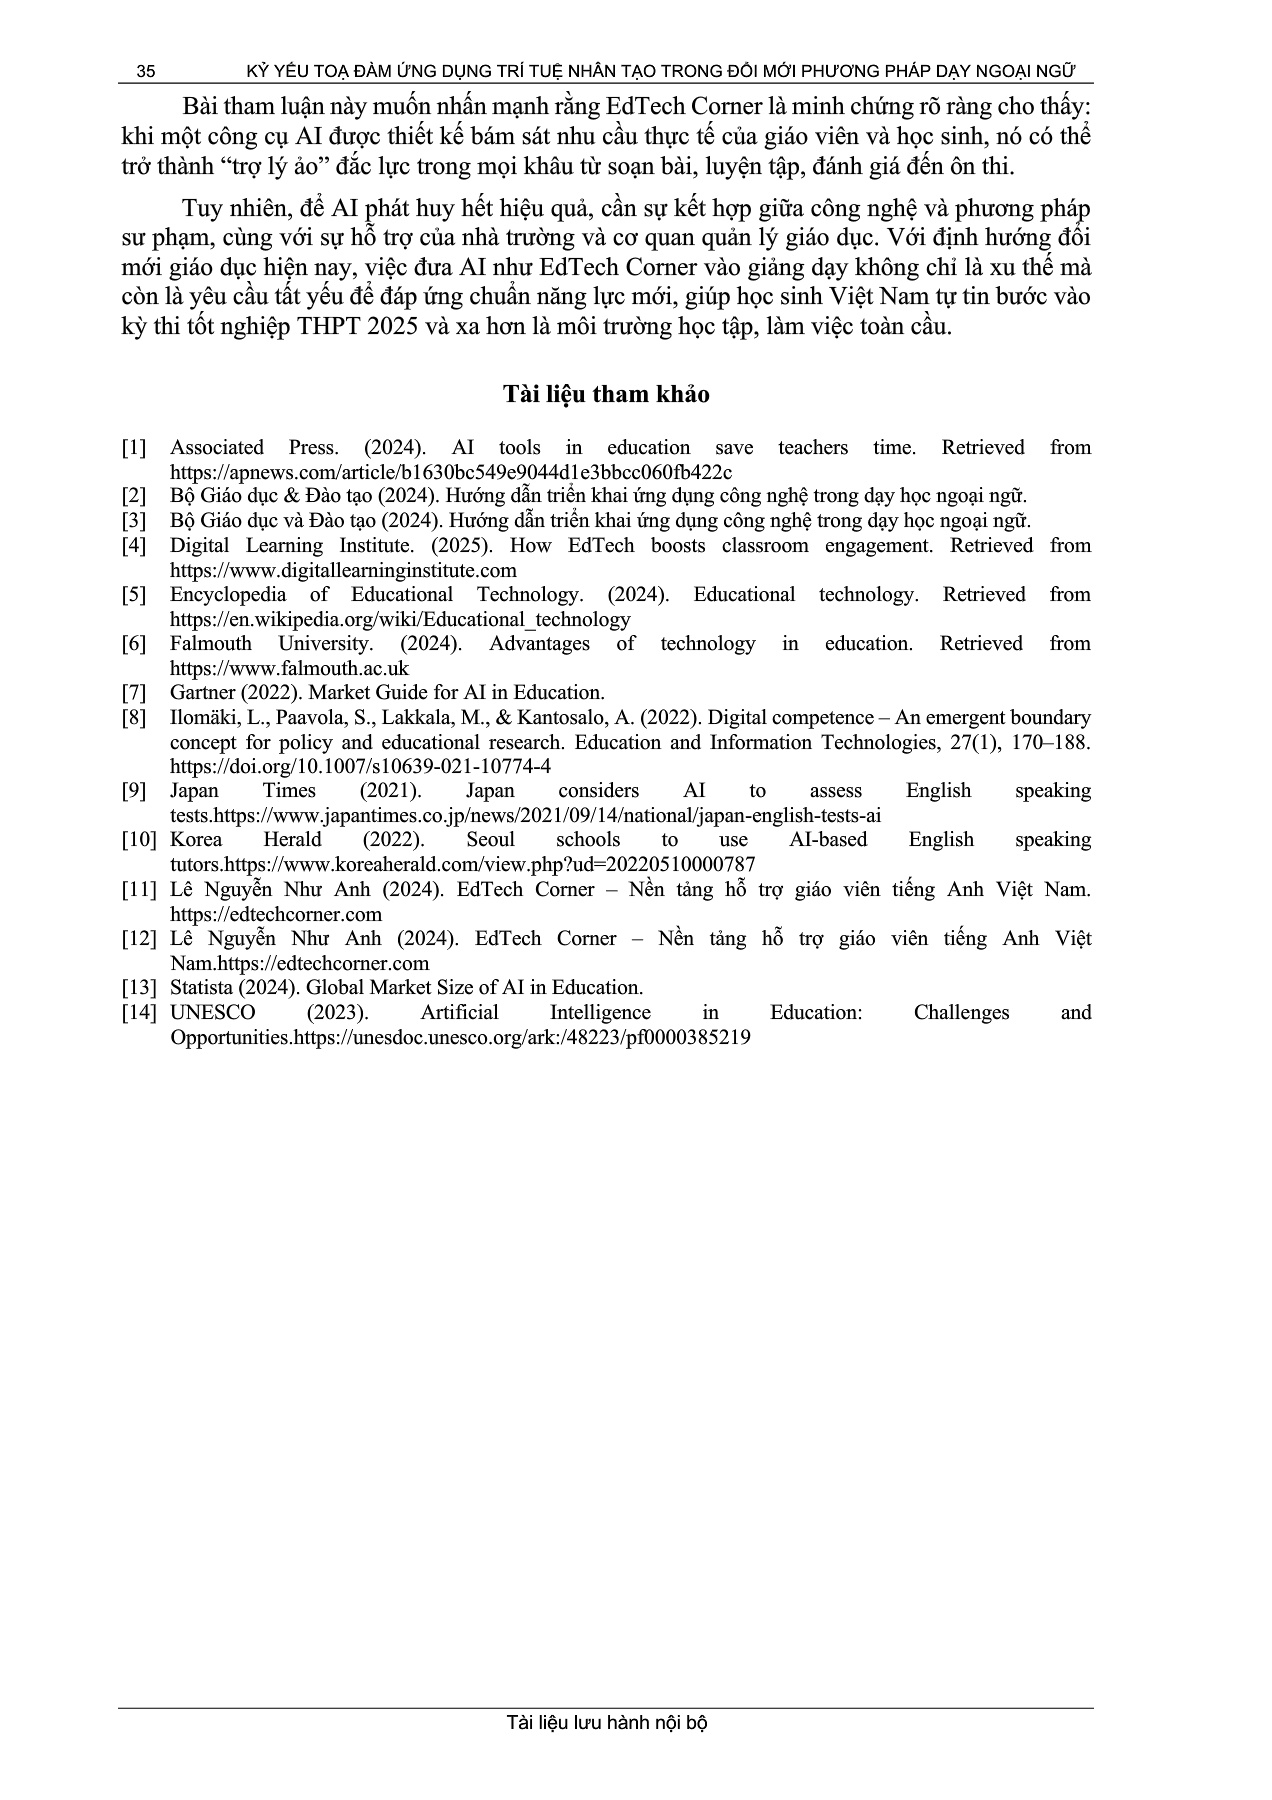 35 KỶ YẾU TOẠ ĐÀM ỨNG DỤNG TRÍ TUỆ NHÂN TẠO TRONG ĐỔI MỚI PHƯƠNG PHÁP DẠY NGOẠI NGỮ
Bài tham luận này muốn nhấn mạnh rằng EdTech Corner là minh chứng rõ ràng cho thấy:
khi một công cụ AI được thiết kế bám sát nhu cầu thực tế của giáo viên và học sinh, nó có thể
trở thành “trợ lý ảo” đắc lực trong mọi khâu từ soạn bài, luyện tập, đánh giá đến ôn thi.
Tuy nhiên, để AI phát huy hết hiệu quả, cần sự kết hợp giữa công nghệ và phương pháp
sư phạm, cùng với sự hỗ trợ của nhà trường và cơ quan quản lý giáo dục. Với định hướng đổi
mới giáo dục hiện nay, việc đưa AI như EdTech Corner vào giảng dạy không chỉ là xu thế mà
còn là yêu cầu tất yếu để đáp ứng chuẩn năng lực mới, giúp học sinh Việt Nam tự tin bước vào
kỳ thi tốt nghiệp THPT 2025 và xa hơn là môi trường học tập, làm việc toàn cầu.
Tài liệu tham khảo
[1] Associated Press. (2024). AI tools in education save teachers time. Retrieved from
https://apnews.com/article/b1630bc549e9044d1e3bbcc060fb422c
[2] Bộ Giáo dục & Đào tạo (2024). Hướng dẫn triển khai ứng dụng công nghệ trong dạy học ngoại ngữ.
[3] Bộ Giáo dục và Đào tạo (2024). Hướng dẫn triển khai ứng dụng công nghệ trong dạy học ngoại ngữ.
[4] Digital Learning Institute. (2025). How EdTech boosts classroom engagement. Retrieved from
https://www.digitallearninginstitute.com
[5] Encyclopedia of Educational Technology. (2024). Educational technology. Retrieved from
https://en.wikipedia.org/wiki/Educational_technology
[6] Falmouth University. (2024). Advantages of technology in education. Retrieved from
https://www.falmouth.ac.uk
[7] Gartner (2022). Market Guide for AI in Education.
[8] Ilomäki, L., Paavola, S., Lakkala, M., & Kantosalo, A. (2022). Digital competence – An emergent boundary
concept for policy and educational research. Education and Information Technologies, 27(1), 170–188.
https://doi.org/10.1007/s10639-021-10774-4
[9] Japan Times (2021). Japan considers AI to assess English speaking
tests.https://www.japantimes.co.jp/news/2021/09/14/national/japan-english-tests-ai
[10] Korea Herald (2022). Seoul schools to use AI-based English speaking
tutors.https://www.koreaherald.com/view.php?ud=20220510000787
[11] Lê Nguyễn Như Anh (2024). EdTech Corner – Nền tảng hỗ trợ giáo viên tiếng Anh Việt Nam.
https://edtechcorner.com
[12] Lê Nguyễn Như Anh (2024). EdTech Corner – Nền tảng hỗ trợ giáo viên tiếng Anh Việt
Nam.https://edtechcorner.com
[13] Statista (2024). Global Market Size of AI in Education.
[14] UNESCO (2023). Artificial Intelligence in Education: Challenges and
Opportunities.https://unesdoc.unesco.org/ark:/48223/pf0000385219
Tài liệu lưu hành nội bộ